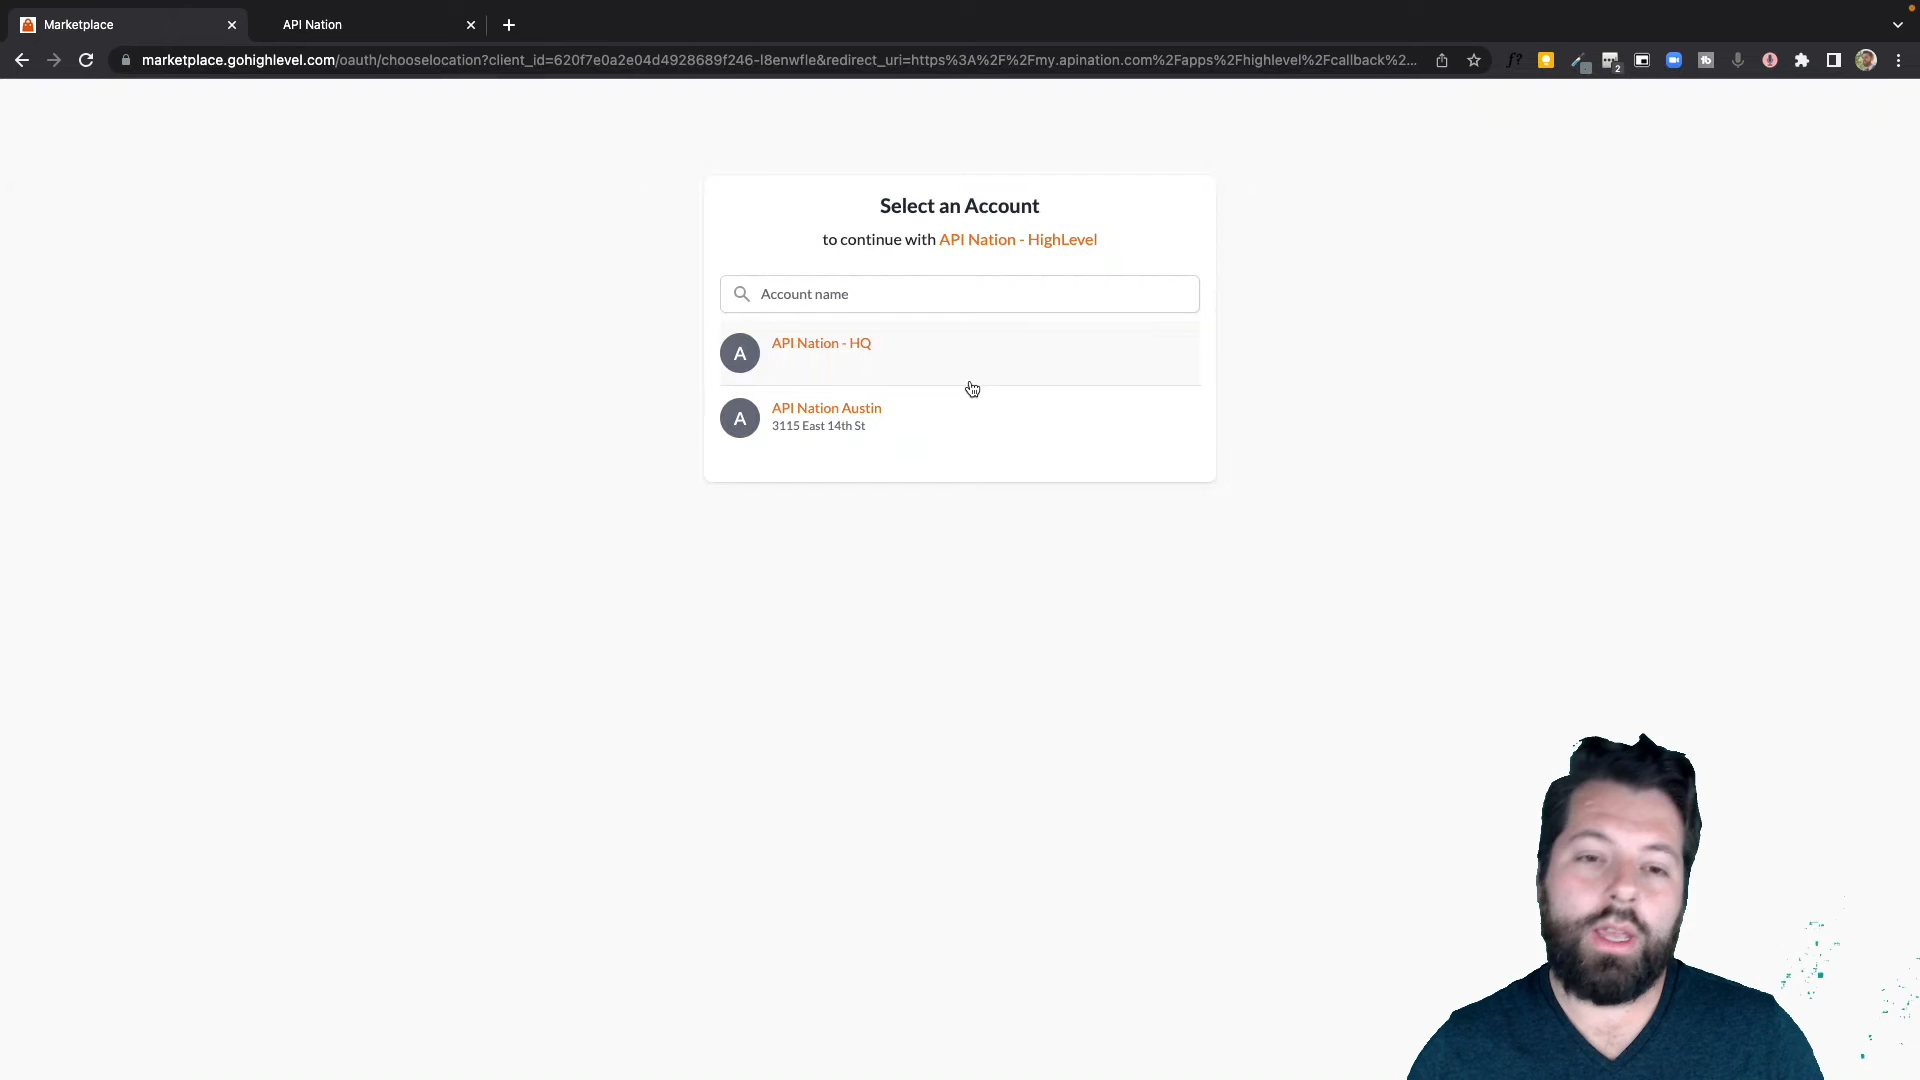 Marketplace
API Nation
marketplace.gohighlevel.com/oauth/chooselocation?client_id=620f7e0a2e04d4928689f246-l8enwfle&redirect_uri=https%3A%2F%2Fmy.apination.com%2Fapps%2Fhighlevel%2Fcallback%2...
f?
2
tb
Select an Account
to continue with API Nation - HighLevel
Account name
A
API Nation - HQ
A
API Nation Austin
3115 East 14th St